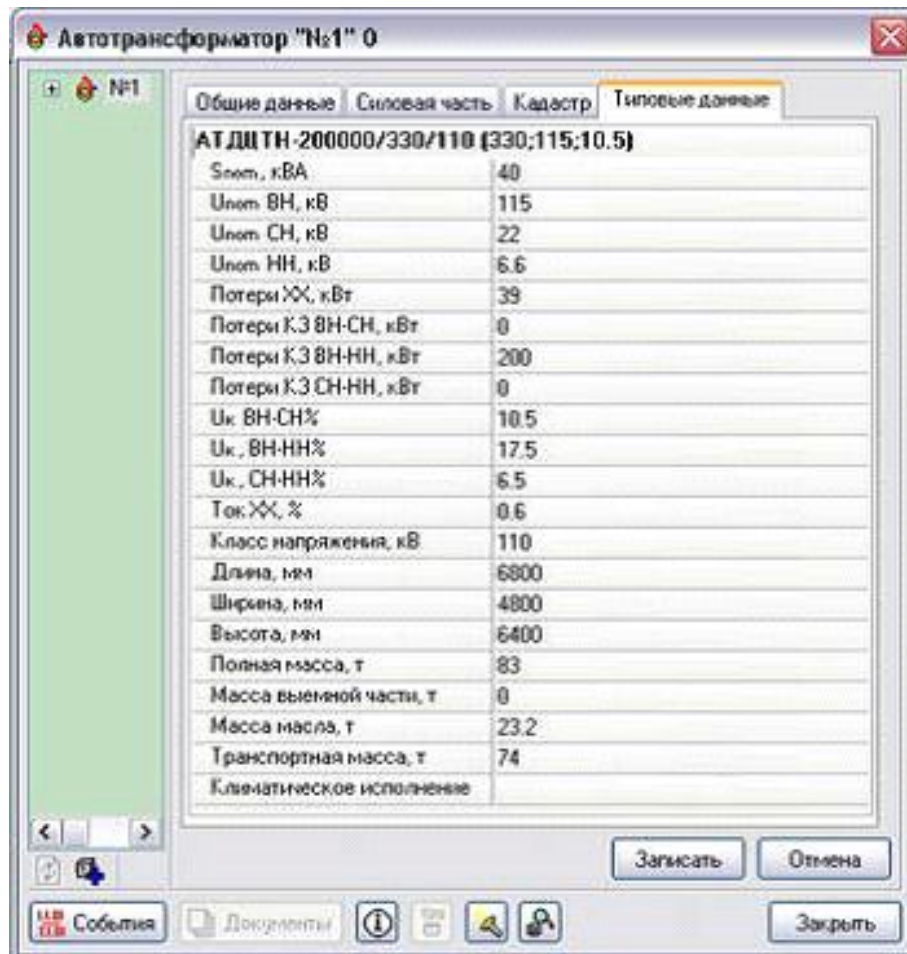 Автотрансформатор "№1" 0
№1
Общие данные Силовая часть Кадастр Типовые данные
АТДЦТН-200000/330/110 (330;115;10.5)
Sном, кВА 40
Uном ВН, кВ 115
Uном СН, кВ 22
Uном НН, кВ 6.6
Потери ХХ, кВт 39
Потери КЗ ВН-СН, кВт 0
Потери КЗ ВН-НН, кВт 200
Потери КЗ СН-НН, кВт 0
Uк ВН-СН% 10.5
Uк, ВН-НН% 17.5
Uк, СН-НН% 6.5
Ток ХХ, % 0.6
Класс напряжения, кВ 110
Длина, мм 6800
Ширина, мм 4800
Высота, мм 6400
Полная масса, т 83
Масса выемной части, т 0
Масса масла, т 23.2
Транспортная масса, т 74
Климатическое исполнение
Записать Отмена
События Документы Закрыть